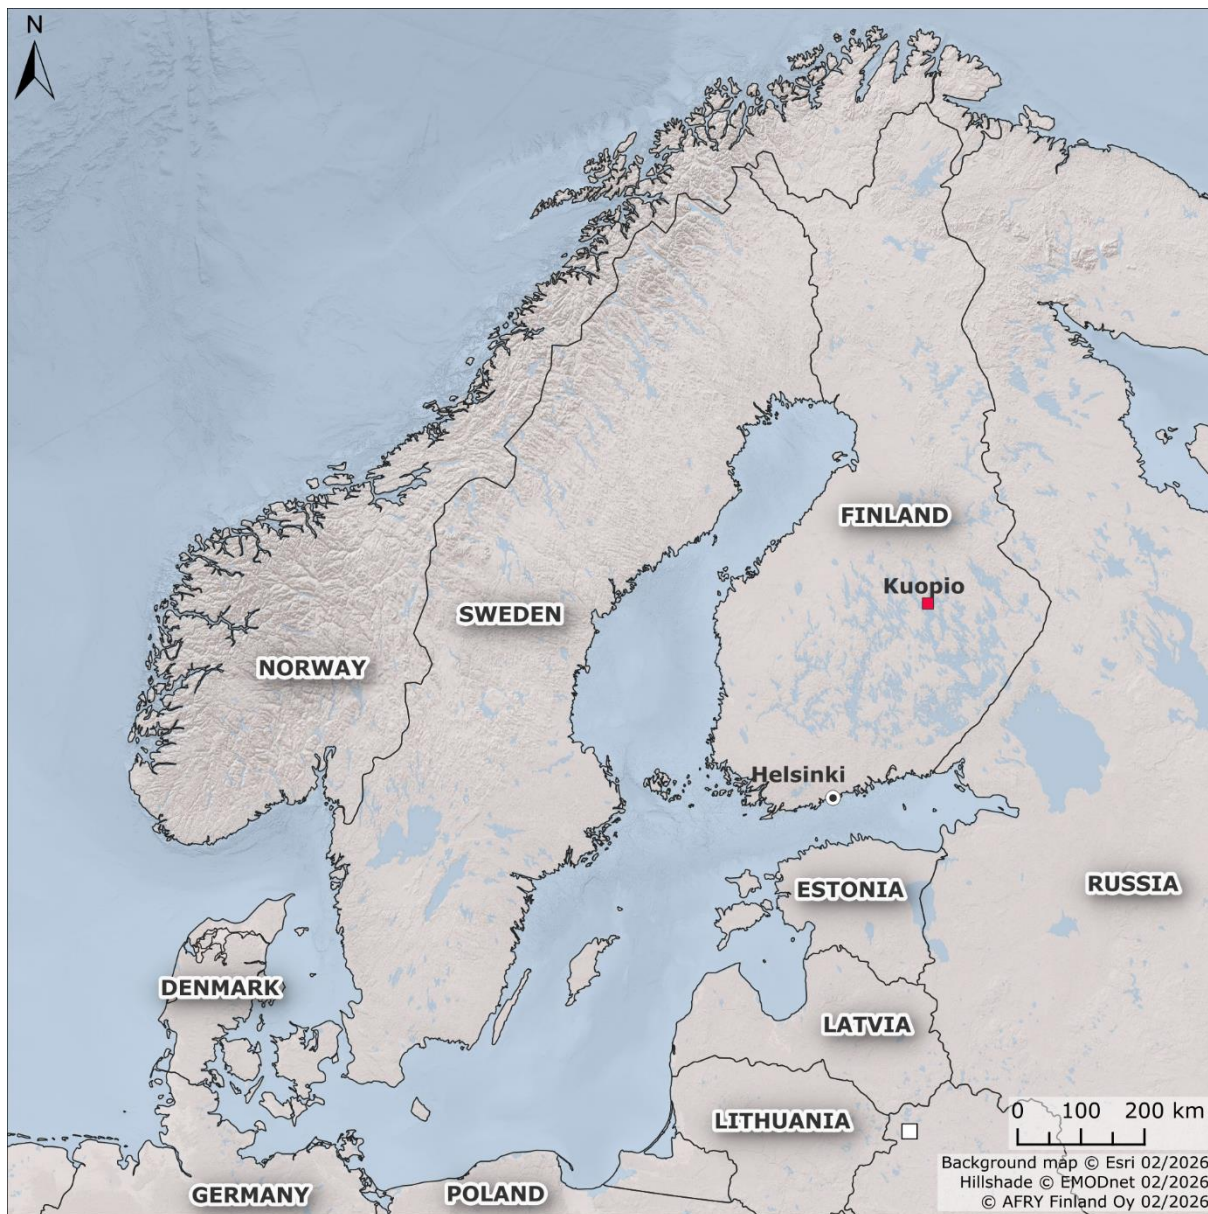 N
FINLAND
Kuopio
SWEDEN
NORWAY
Helsinki
ESTONIA
RUSSIA
DENMARK
LATVIA
LITHUANIA
0 100 200 km
Background map © Esri 02/2026
Hillshade © EMODnet 02/2026
© AFRY Finland Oy 02/2026
GERMANY
POLAND